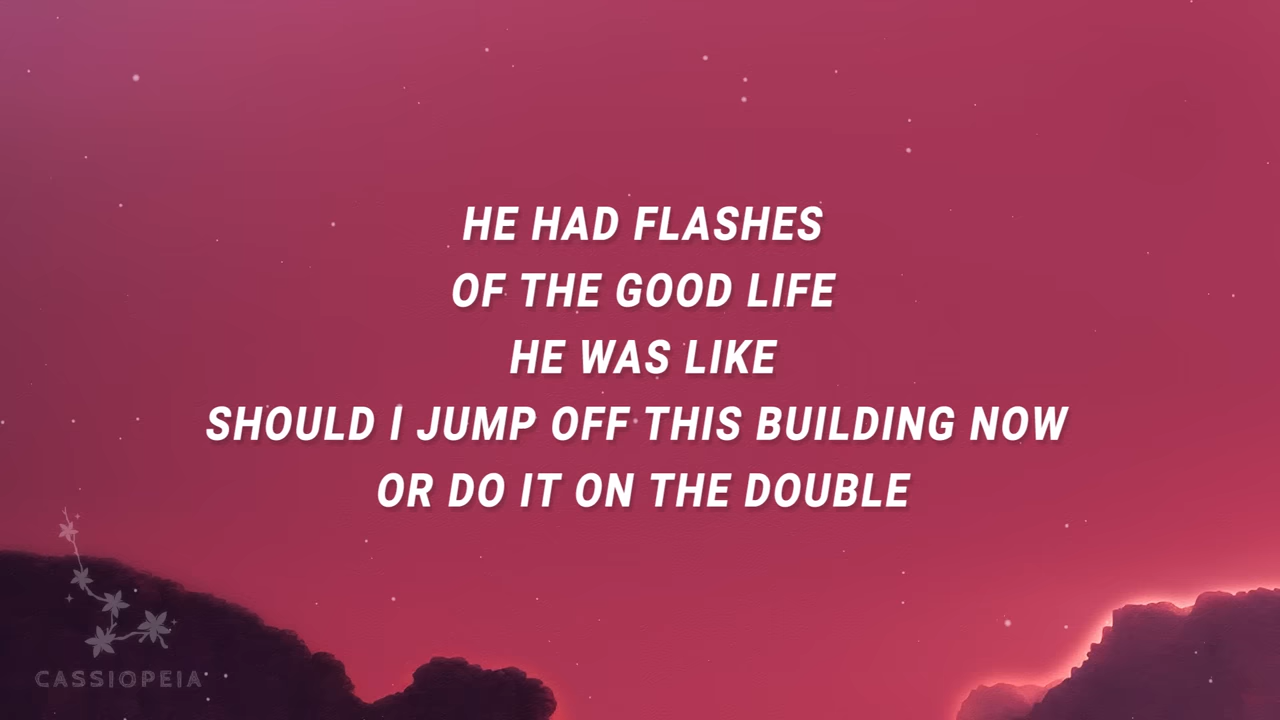 HE HAD FLASHES
OF THE GOOD LIFE
HE WAS LIKE
SHOULD I JUMP OFF THIS BUILDING NOW
OR DO IT ON THE DOUBLE
CASSIOPEIA